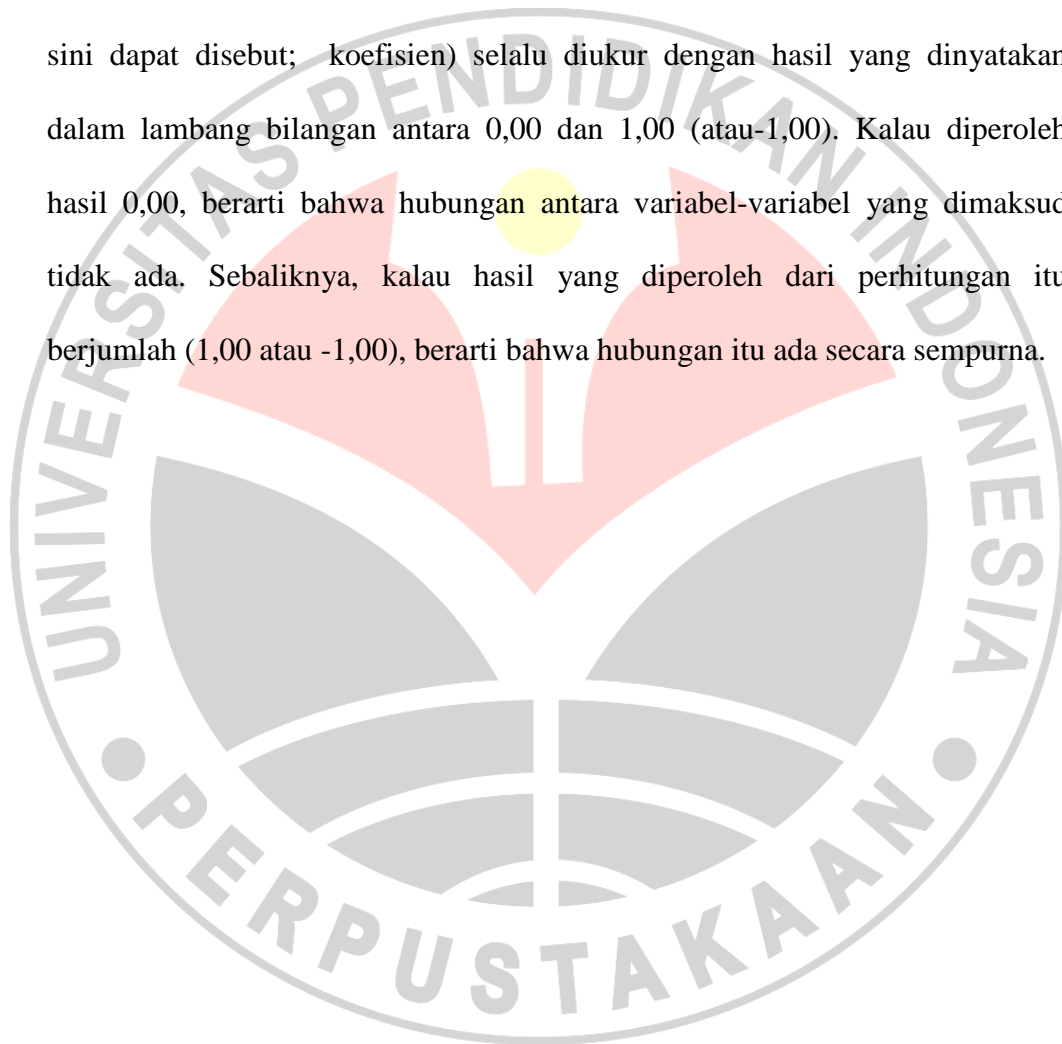 sini dapat disebut; koefisien) selalu diukur dengan hasil yang dinyatakan
dalam lambang bilangan antara 0,00 dan 1,00 (atau-1,00). Kalau diperoleh
hasil 0,00, berarti bahwa hubungan antara variabel-variabel yang dimaksud
tidak ada. Sebaliknya, kalau hasil yang diperoleh dari perhitungan itu
berjumlah (1,00 atau -1,00), berarti bahwa hubungan itu ada secara sempurna.
UNIVERSITAS PENDIDIKAN INDONESIA
PERPUSTAKAAN